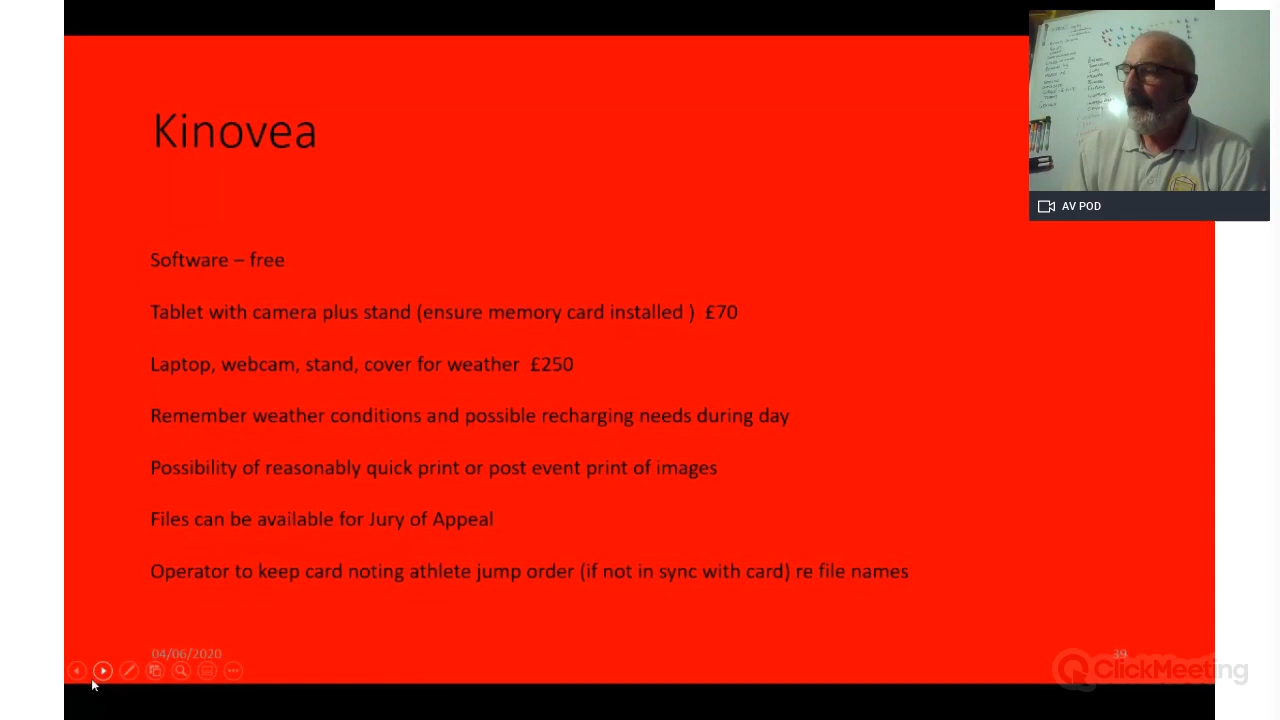 Kinovea
Software – free
Tablet with camera plus stand (ensure memory card installed ) £70
Laptop, webcam, stand, cover for weather £250
Remember weather conditions and possible recharging needs during day
Possibility of reasonably quick print or post event print of images
Files can be available for Jury of Appeal
Operator to keep card noting athlete jump order (if not in sync with card) re file names
04/06/2020
39
AV POD
ClickMeeting